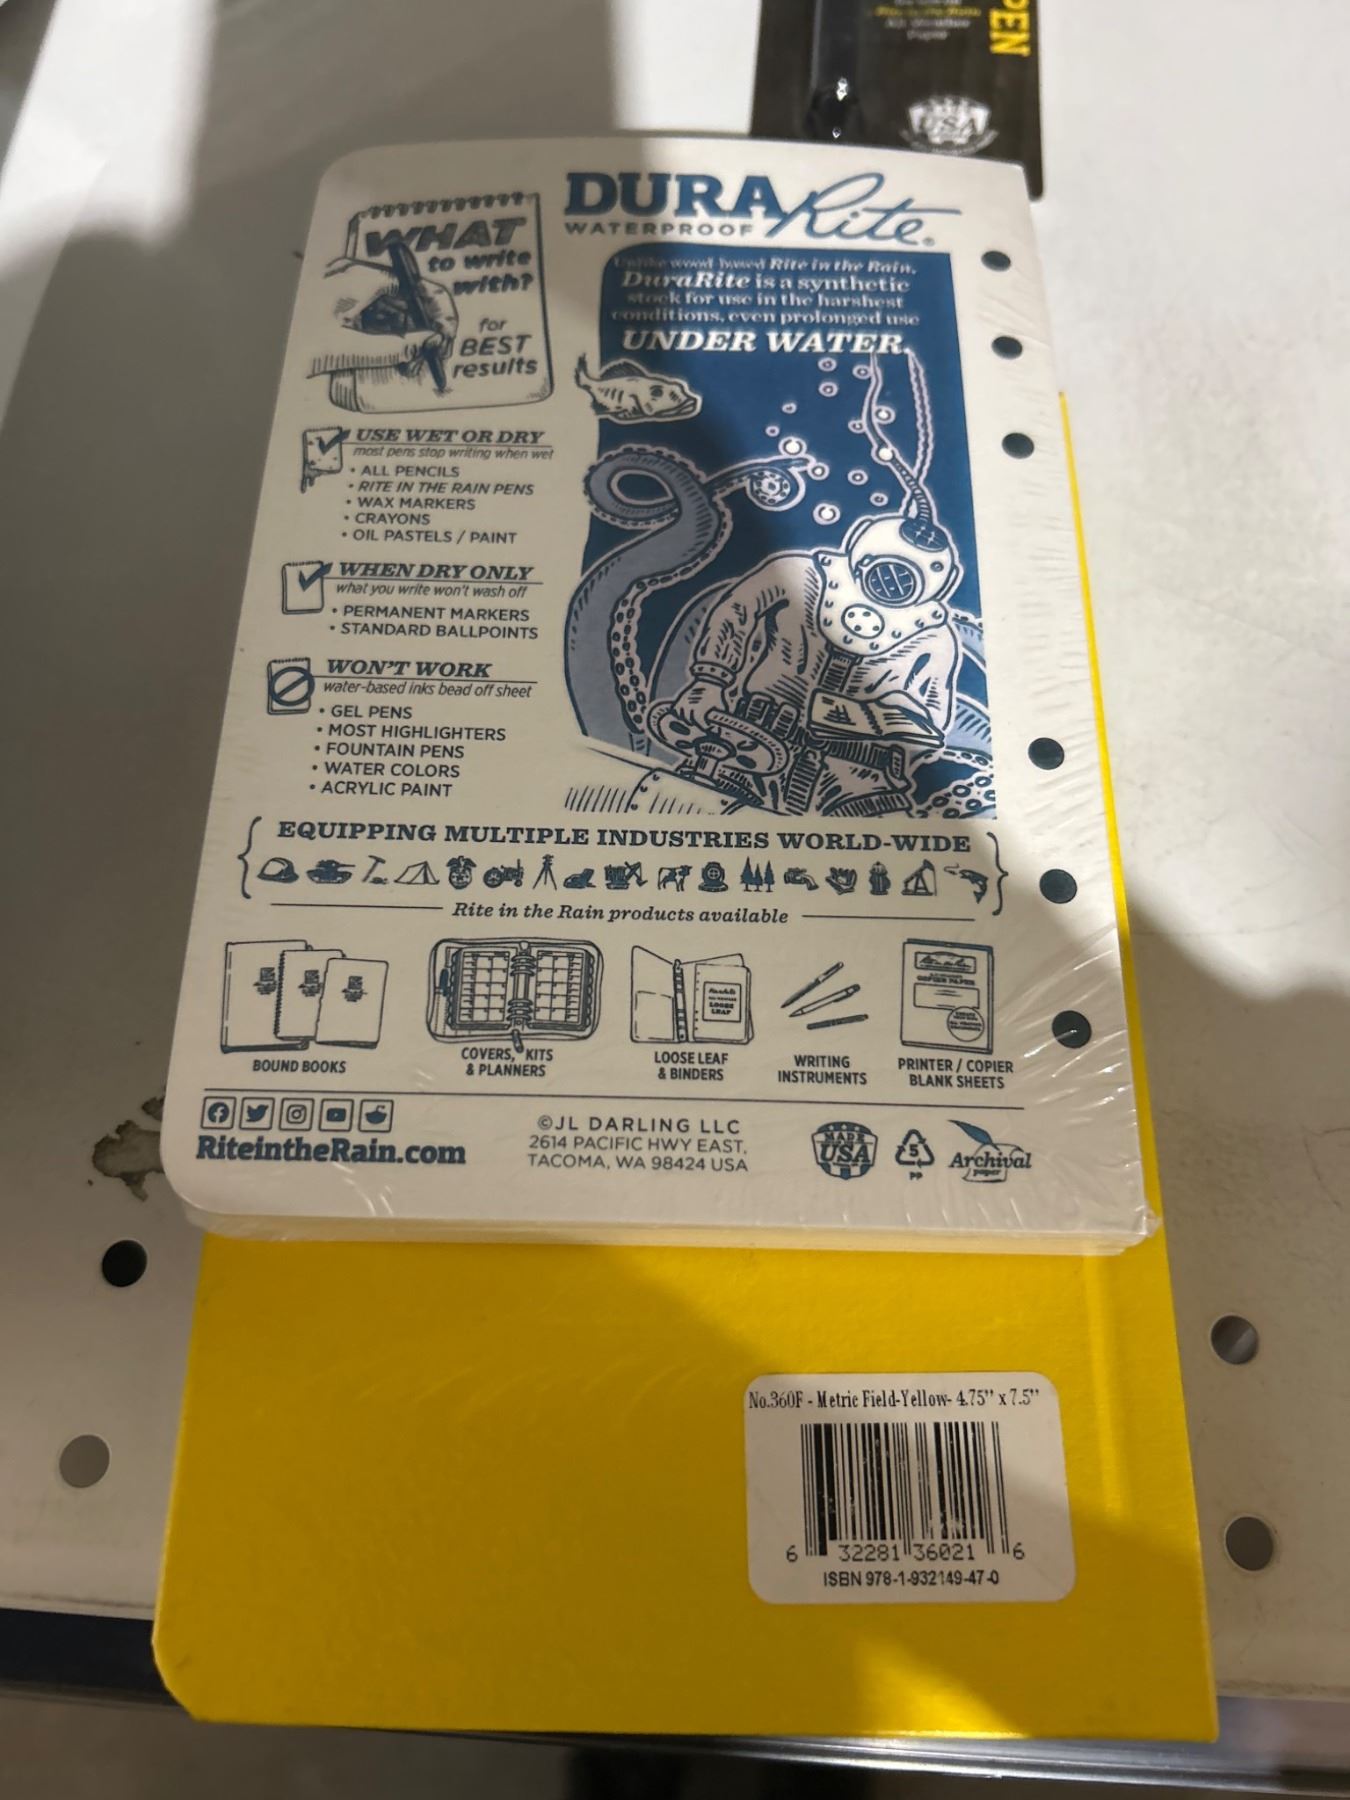 PEN
USA
DURA Rite®
WATERPROOF
WHAT
to write
with?
for
BEST
results
Unlike wood based Rite in the Rain,
DuraRite is a synthetic
stock for use in the harshest
conditions, even prolonged use
UNDER WATER.
USE WET OR DRY
most pens stop writing when wet
• ALL PENCILS
• RITE IN THE RAIN PENS
• WAX MARKERS
• CRAYONS
• OIL PASTELS / PAINT
WHEN DRY ONLY
what you write won't wash off
• PERMANENT MARKERS
• STANDARD BALLPOINTS
WON'T WORK
water-based inks bead off sheet
• GEL PENS
• MOST HIGHLIGHTERS
• FOUNTAIN PENS
• WATER COLORS
• ACRYLIC PAINT
EQUIPPING MULTIPLE INDUSTRIES WORLD-WIDE
Rite in the Rain products available
LOOSE
LEAF
COPIER PAPER
BOUND BOOKS
COVERS, KITS
& PLANNERS
LOOSE LEAF
& BINDERS
WRITING
INSTRUMENTS
PRINTER / COPIER
BLANK SHEETS
RiteintheRain.com
©JL DARLING LLC
2614 PACIFIC HWY EAST,
TACOMA, WA 98424 USA
MADE
USA
5
PP
Archival
paper
No.360F - Metric Field-Yellow- 4.75" x 7.5"
6 32281 36021 6
ISBN 978-1-932149-47-0